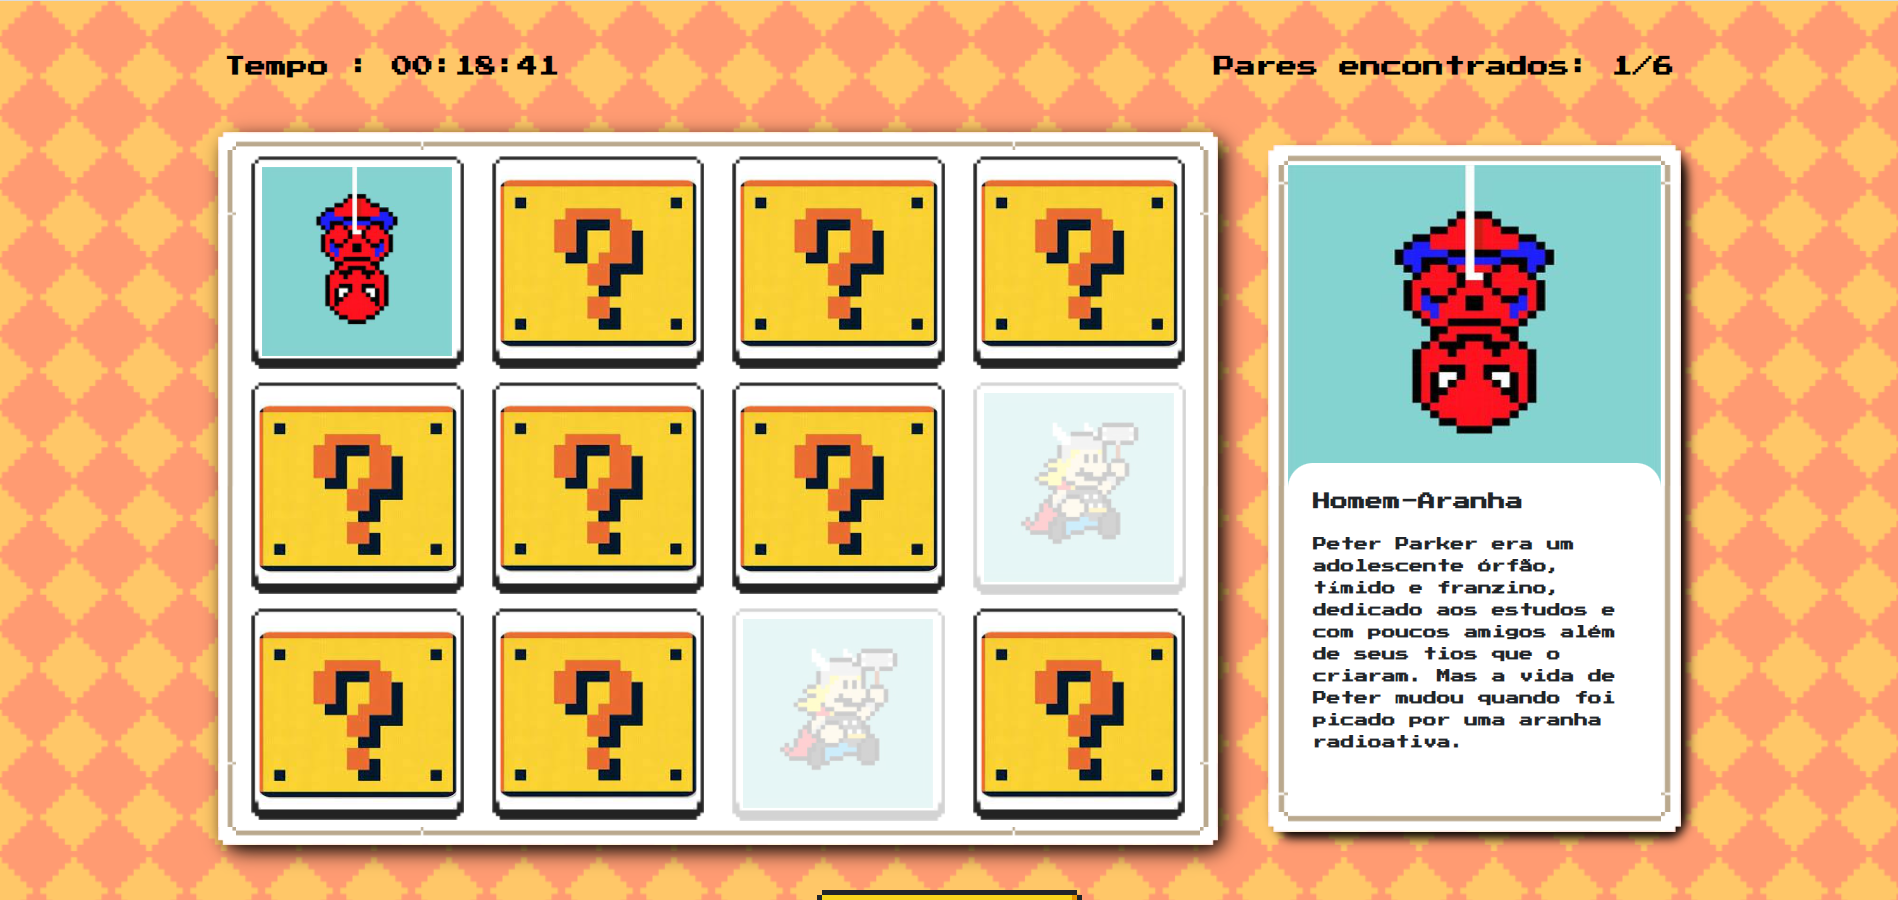 Tempo : 00:18:41
Pares encontrados: 1/6
?
?
?
?
?
?
?
?
?
Homem-Aranha
Peter Parker era um
adolescente órfão,
tímido e franzino,
dedicado aos estudos e
com poucos amigos além
de seus tios que o
criaram. Mas a vida de
Peter mudou quando foi
picado por uma aranha
radioativa.